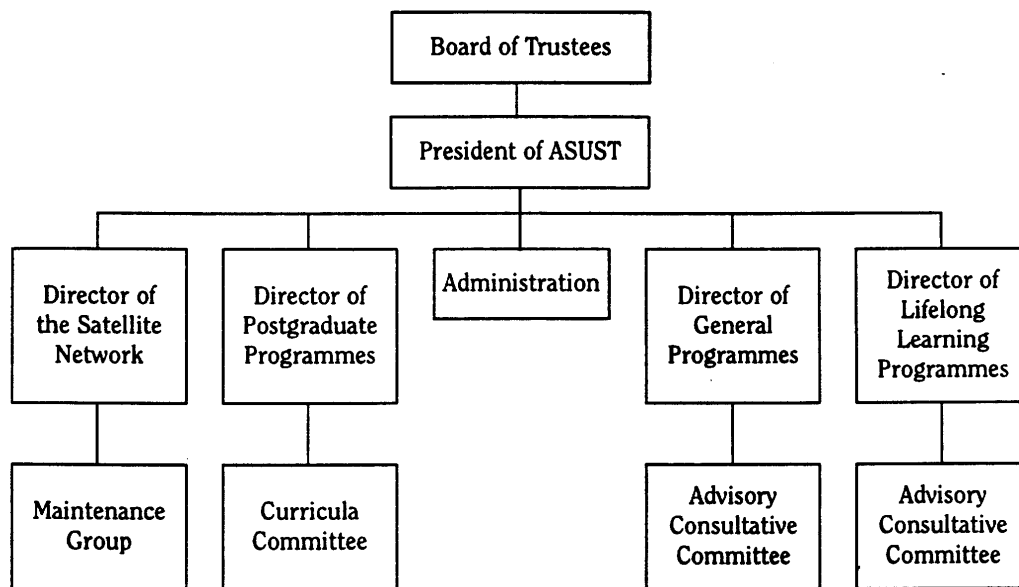 Board of Trustees
President of ASUST
Director of
the Satellite
Network
Director of
Postgraduate
Programmes
Administration
Director of
General
Programmes
Director of
Lifelong
Learning
Programmes
Maintenance
Group
Curricula
Committee
Advisory
Consultative
Committee
Advisory
Consultative
Committee